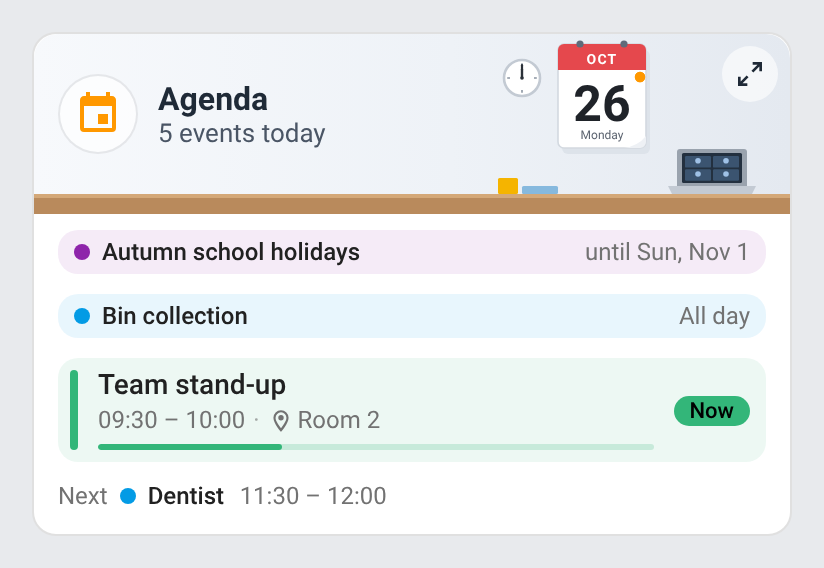 Agenda
5 events today
OCT
26
Monday
Autumn school holidays until Sun, Nov 1
Bin collection All day
Team stand-up
09:30 – 10:00 · Room 2
Now
Next Dentist 11:30 – 12:00